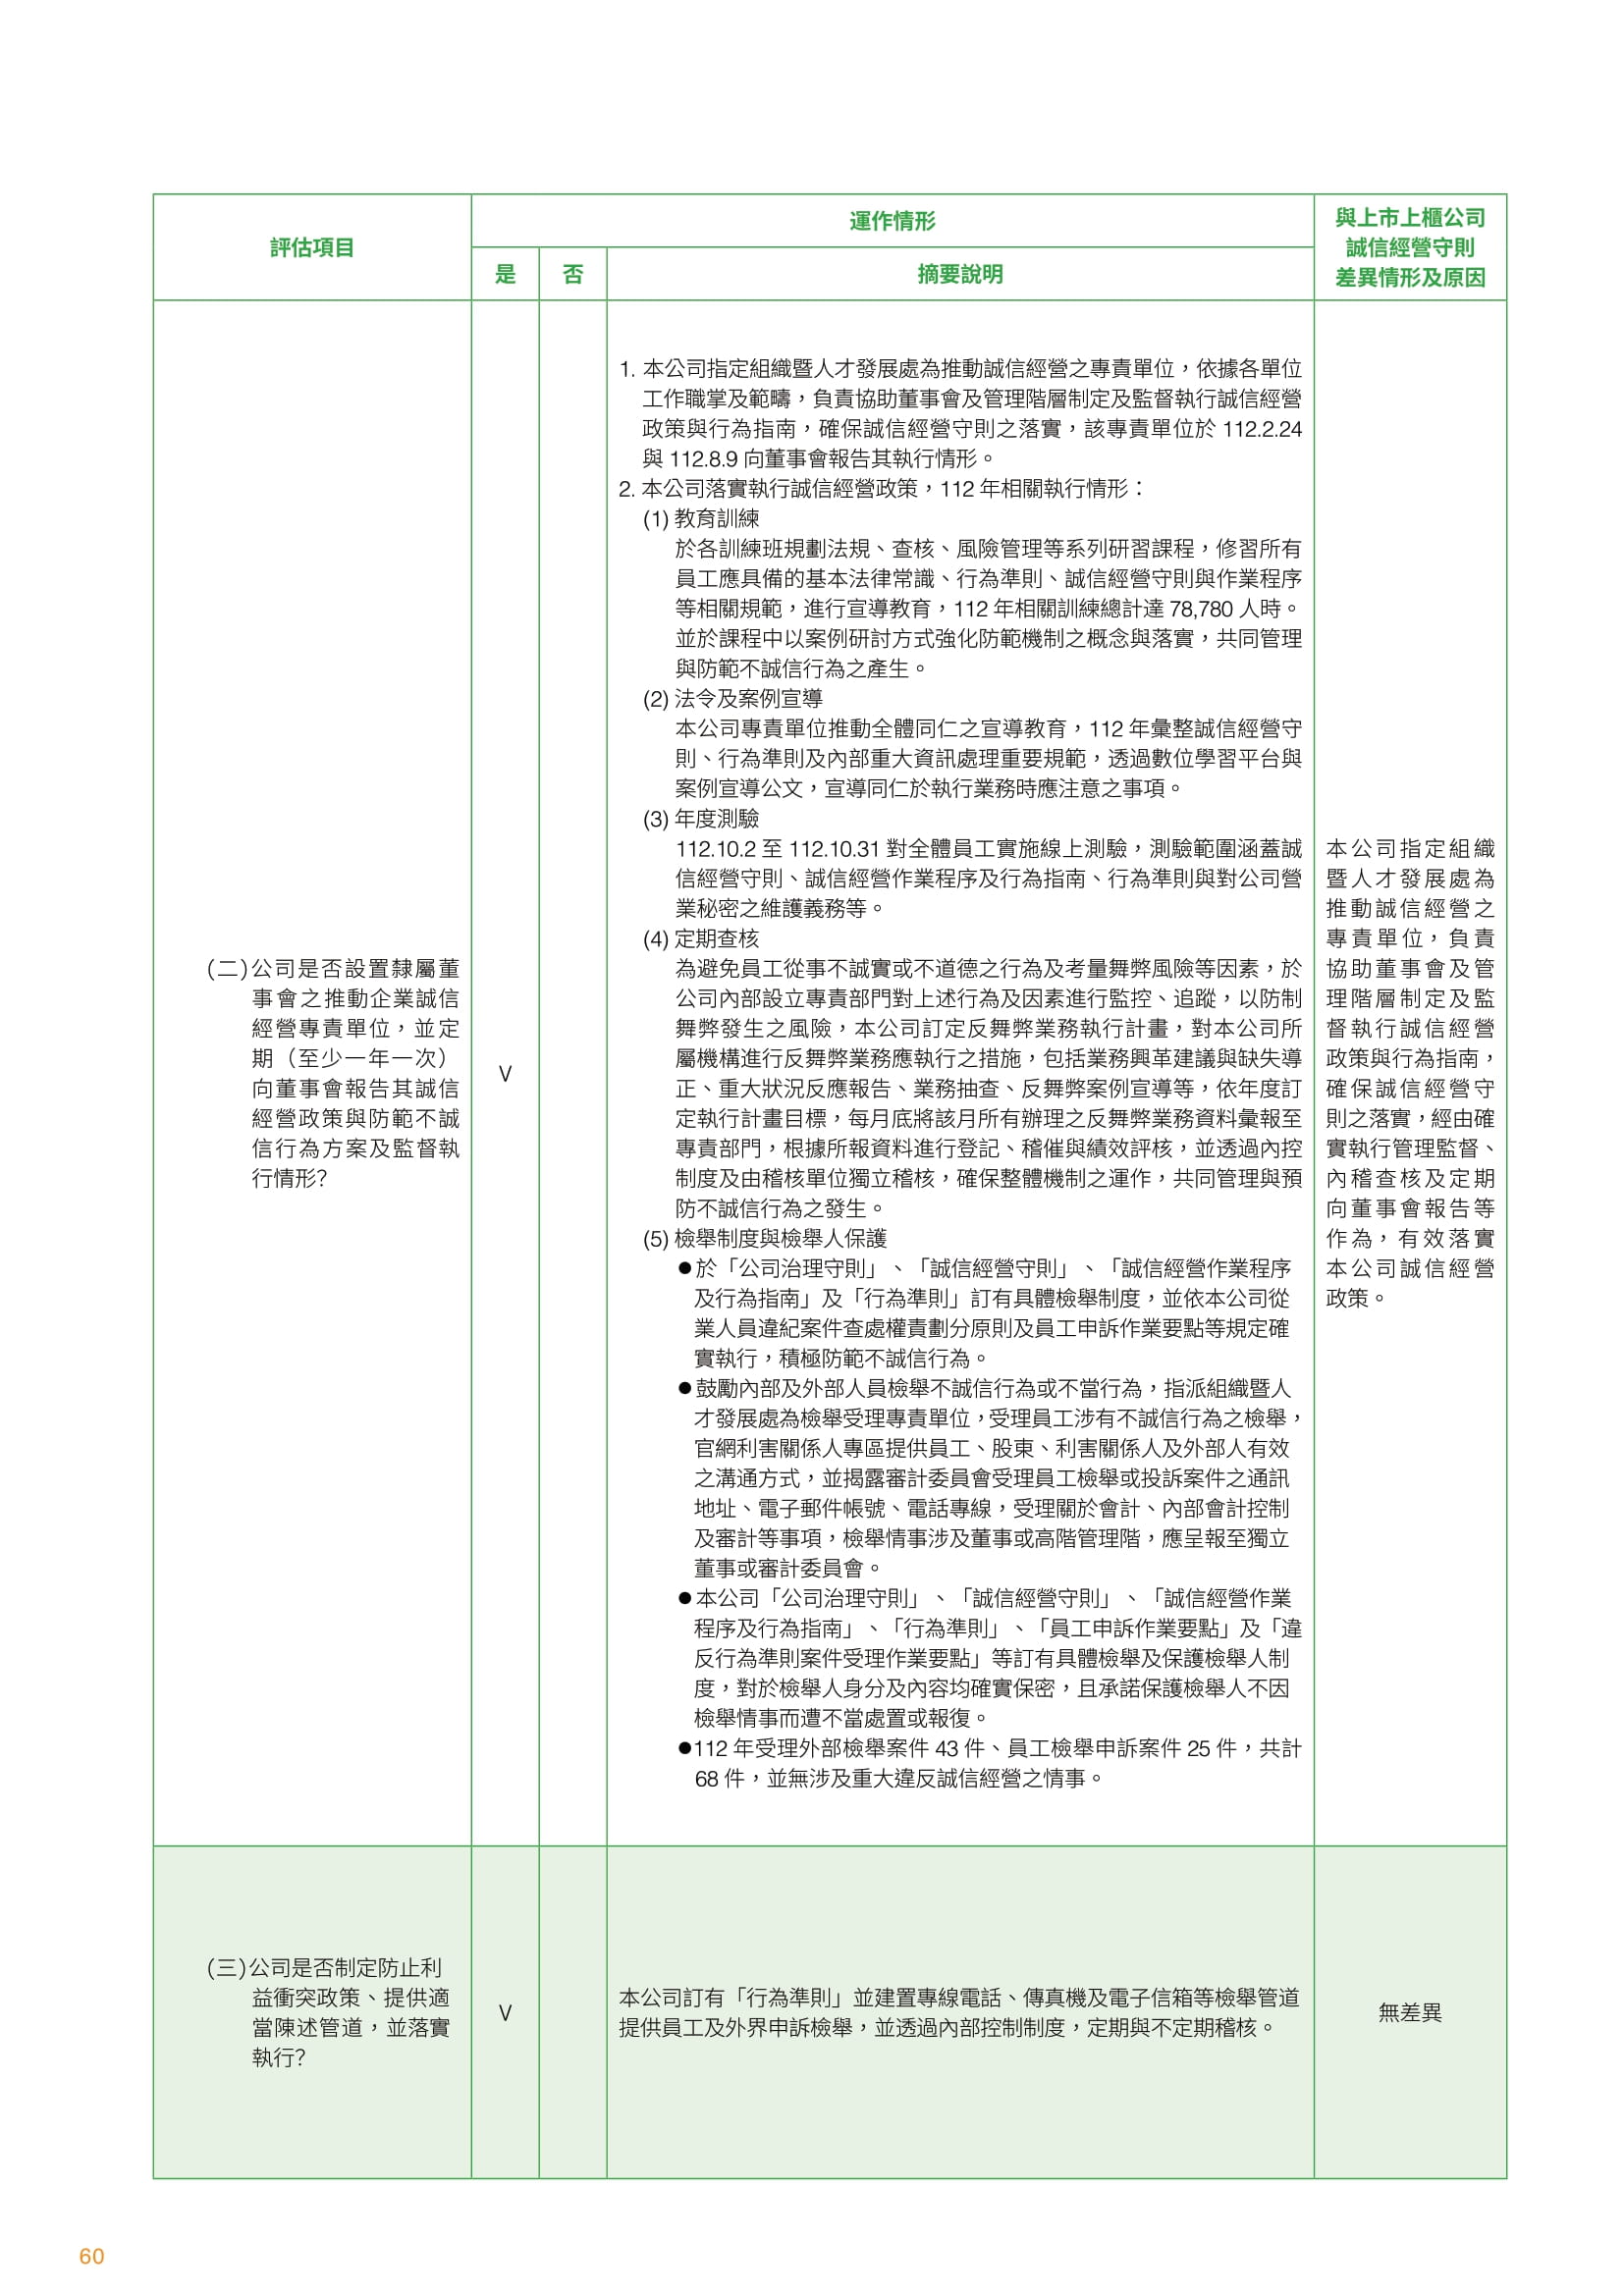 評估項目
運作情形
與上市上櫃公司
誠信經營守則
差異情形及原因
是
否
摘要說明
(二)公司是否設置隸屬董
事會之推動企業誠信
經營專責單位，並定
期（至少一年一次）
向董事會報告其誠信
經營政策與防範不誠
信行為方案及監督執
行情形?
V
1. 本公司指定組織暨人才發展處為推動誠信經營之專責單位，依據各單位
工作職掌及範疇，負責協助董事會及管理階層制定及監督執行誠信經營
政策與行為指南，確保誠信經營守則之落實，該專責單位於 112.2.24
與 112.8.9 向董事會報告其執行情形。
2. 本公司落實執行誠信經營政策，112 年相關執行情形：
(1) 教育訓練
於各訓練班規劃法規、查核、風險管理等系列研習課程，修習所有
員工應具備的基本法律常識、行為準則、誠信經營守則與作業程序
等相關規範，進行宣導教育，112 年相關訓練總計達 78,780 人時。
並於課程中以案例研討方式強化防範機制之概念與落實，共同管理
與防範不誠信行為之產生。
(2) 法令及案例宣導
本公司專責單位推動全體同仁之宣導教育，112 年彙整誠信經營守
則、行為準則及內部重大資訊處理重要規範，透過數位學習平台與
案例宣導公文，宣導同仁於執行業務時應注意之事項。
(3) 年度測驗
112.10.2 至 112.10.31 對全體員工實施線上測驗，測驗範圍涵蓋誠
信經營守則、誠信經營作業程序及行為指南、行為準則與對公司營
業秘密之維護義務等。
(4) 定期查核
為避免員工從事不誠實或不道德之行為及考量舞弊風險等因素，於
公司內部設立專責部門對上述行為及因素進行監控、追蹤，以防制
舞弊發生之風險，本公司訂定反舞弊業務執行計畫，對本公司所
屬機構進行反舞弊業務應執行之措施，包括業務興革建議與缺失導
正、重大狀況反應報告、業務抽查、反舞弊案例宣導等，依年度訂
定執行計畫目標，每月底將該月所有辦理之反舞弊業務資料彙報至
專責部門，根據所報資料進行登記、稽催與績效評核，並透過內控
制度及由稽核單位獨立稽核，確保整體機制之運作，共同管理與預
防不誠信行為之發生。
(5) 檢舉制度與檢舉人保護
●於「公司治理守則」、「誠信經營守則」、「誠信經營作業程序
及行為指南」及「行為準則」訂有具體檢舉制度，並依本公司從
業人員違紀案件查處權責劃分原則及員工申訴作業要點等規定確
實執行，積極防範不誠信行為。
●鼓勵內部及外部人員檢舉不誠信行為或不當行為，指派組織暨人
才發展處為檢舉受理專責單位，受理員工涉有不誠信行為之檢舉，
官網利害關係人專區提供員工、股東、利害關係人及外部人有效
之溝通方式，並揭露審計委員會受理員工檢舉或投訴案件之通訊
地址、電子郵件帳號、電話專線，受理關於會計、內部會計控制
及審計等事項，檢舉情事涉及董事或高階管理階，應呈報至獨立
董事或審計委員會。
●本公司「公司治理守則」、「誠信經營守則」、「誠信經營作業
程序及行為指南」、「行為準則」、「員工申訴作業要點」及「違
反行為準則案件受理作業要點」等訂有具體檢舉及保護檢舉人制
度，對於檢舉人身分及內容均確實保密，且承諾保護檢舉人不因
檢舉情事而遭不當處置或報復。
●112 年受理外部檢舉案件 43 件、員工檢舉申訴案件 25 件，共計
68 件，並無涉及重大違反誠信經營之情事。
本公司指定組織
暨人才發展處為
推動誠信經營之
專責單位，負責
協助董事會及管
理階層制定及監
督執行誠信經營
政策與行為指南，
確保誠信經營守
則之落實，經由確
實執行管理監督、
內稽查核及定期
向董事會報告等
作為，有效落實
本公司誠信經營
政策。
(三)公司是否制定防止利
益衝突政策、提供適
當陳述管道，並落實
執行?
V
本公司訂有「行為準則」並建置專線電話、傳真機及電子信箱等檢舉管道
提供員工及外界申訴檢舉，並透過內部控制制度，定期與不定期稽核。
無差異
60